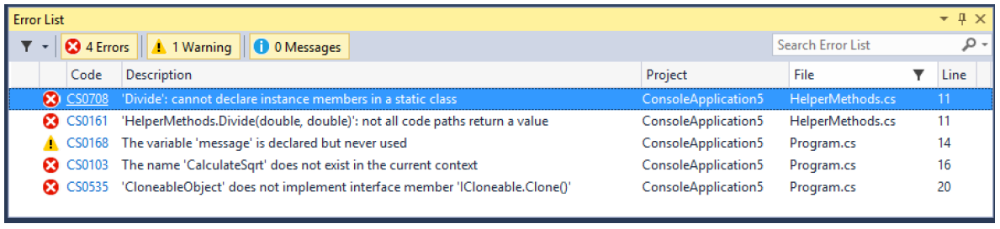 Error List
4 Errors 1 Warning 0 Messages Search Error List
Code Description Project File Line
CS0708 'Divide': cannot declare instance members in a static class ConsoleApplication5 HelperMethods.cs 11
CS0161 'HelperMethods.Divide(double, double)': not all code paths return a value ConsoleApplication5 HelperMethods.cs 11
CS0168 The variable 'message' is declared but never used ConsoleApplication5 Program.cs 14
CS0103 The name 'CalculateSqrt' does not exist in the current context ConsoleApplication5 Program.cs 16
CS0535 'CloneableObject' does not implement interface member 'ICloneable.Clone()' ConsoleApplication5 Program.cs 20